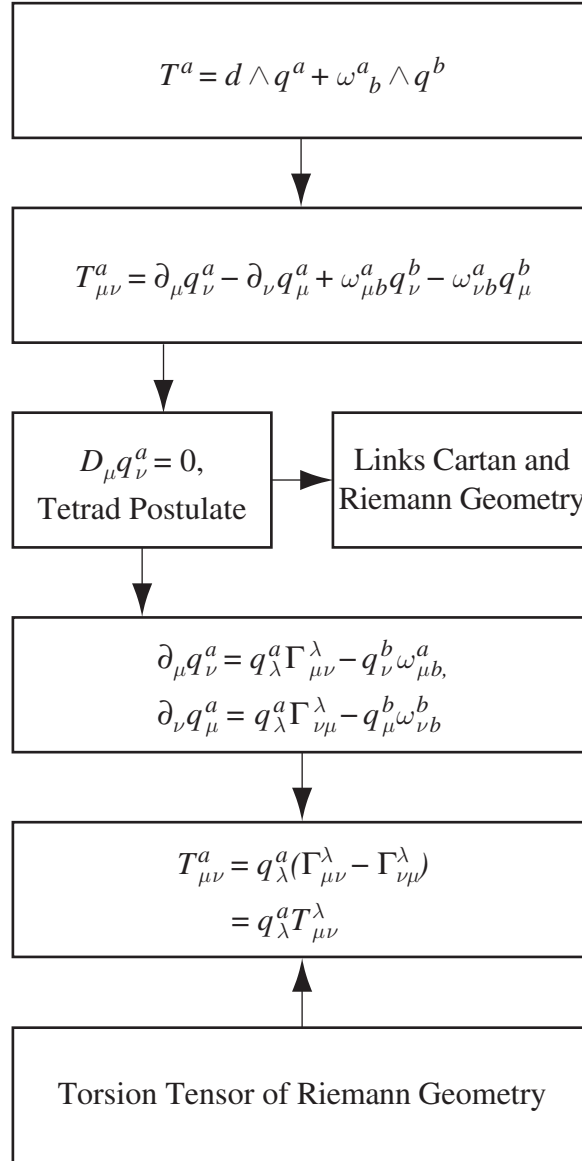 T^a = d ∧ q^a + ω^a_b ∧ q^b
T^a_{μν} = ∂_μ q^a_ν − ∂_ν q^a_μ + ω^a_{μb} q^b_ν − ω^a_{νb} q^b_μ
D_μ q^a_ν = 0,
Tetrad Postulate
Links Cartan and
Riemann Geometry
∂_μ q^a_ν = q^a_λ Γ^λ_{μν} − q^b_ν ω^a_{μb},
∂_ν q^a_μ = q^a_λ Γ^λ_{νμ} − q^b_μ ω^b_{νb}
T^a_{μν} = q^a_λ (Γ^λ_{μν} − Γ^λ_{νμ})
= q^a_λ T^λ_{μν}
Torsion Tensor of Riemann Geometry